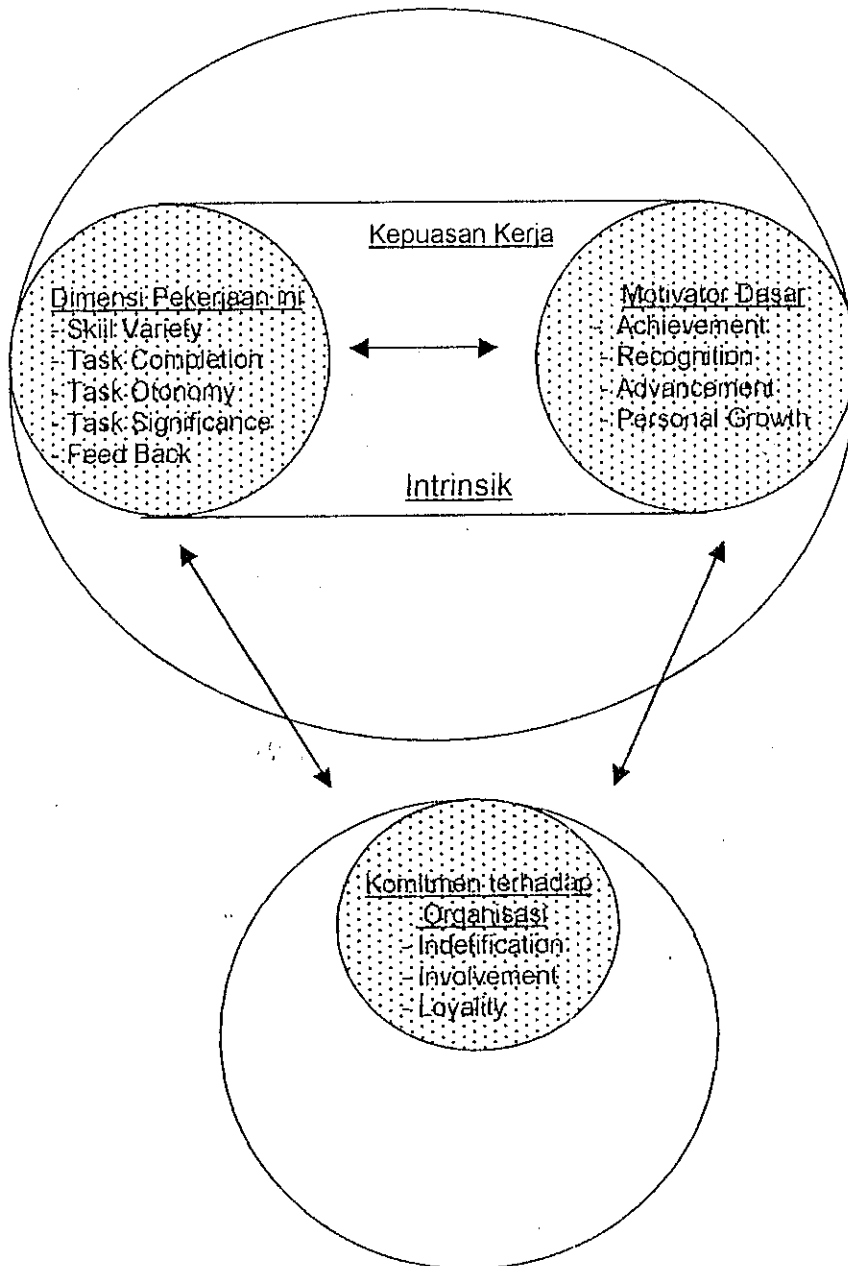 Kepuasan Kerja
Dimensi Pekerjaan
- Skill Variety
- Task Completion
- Task Otonomy
- Task Significance
- Feed Back
Motivator Dasar
- Achievement
- Recognition
- Advancement
- Personal Growth
Intrinsik
Komitmen terhadap
Organisasi
- Indetification
- Involvement
- Loyality